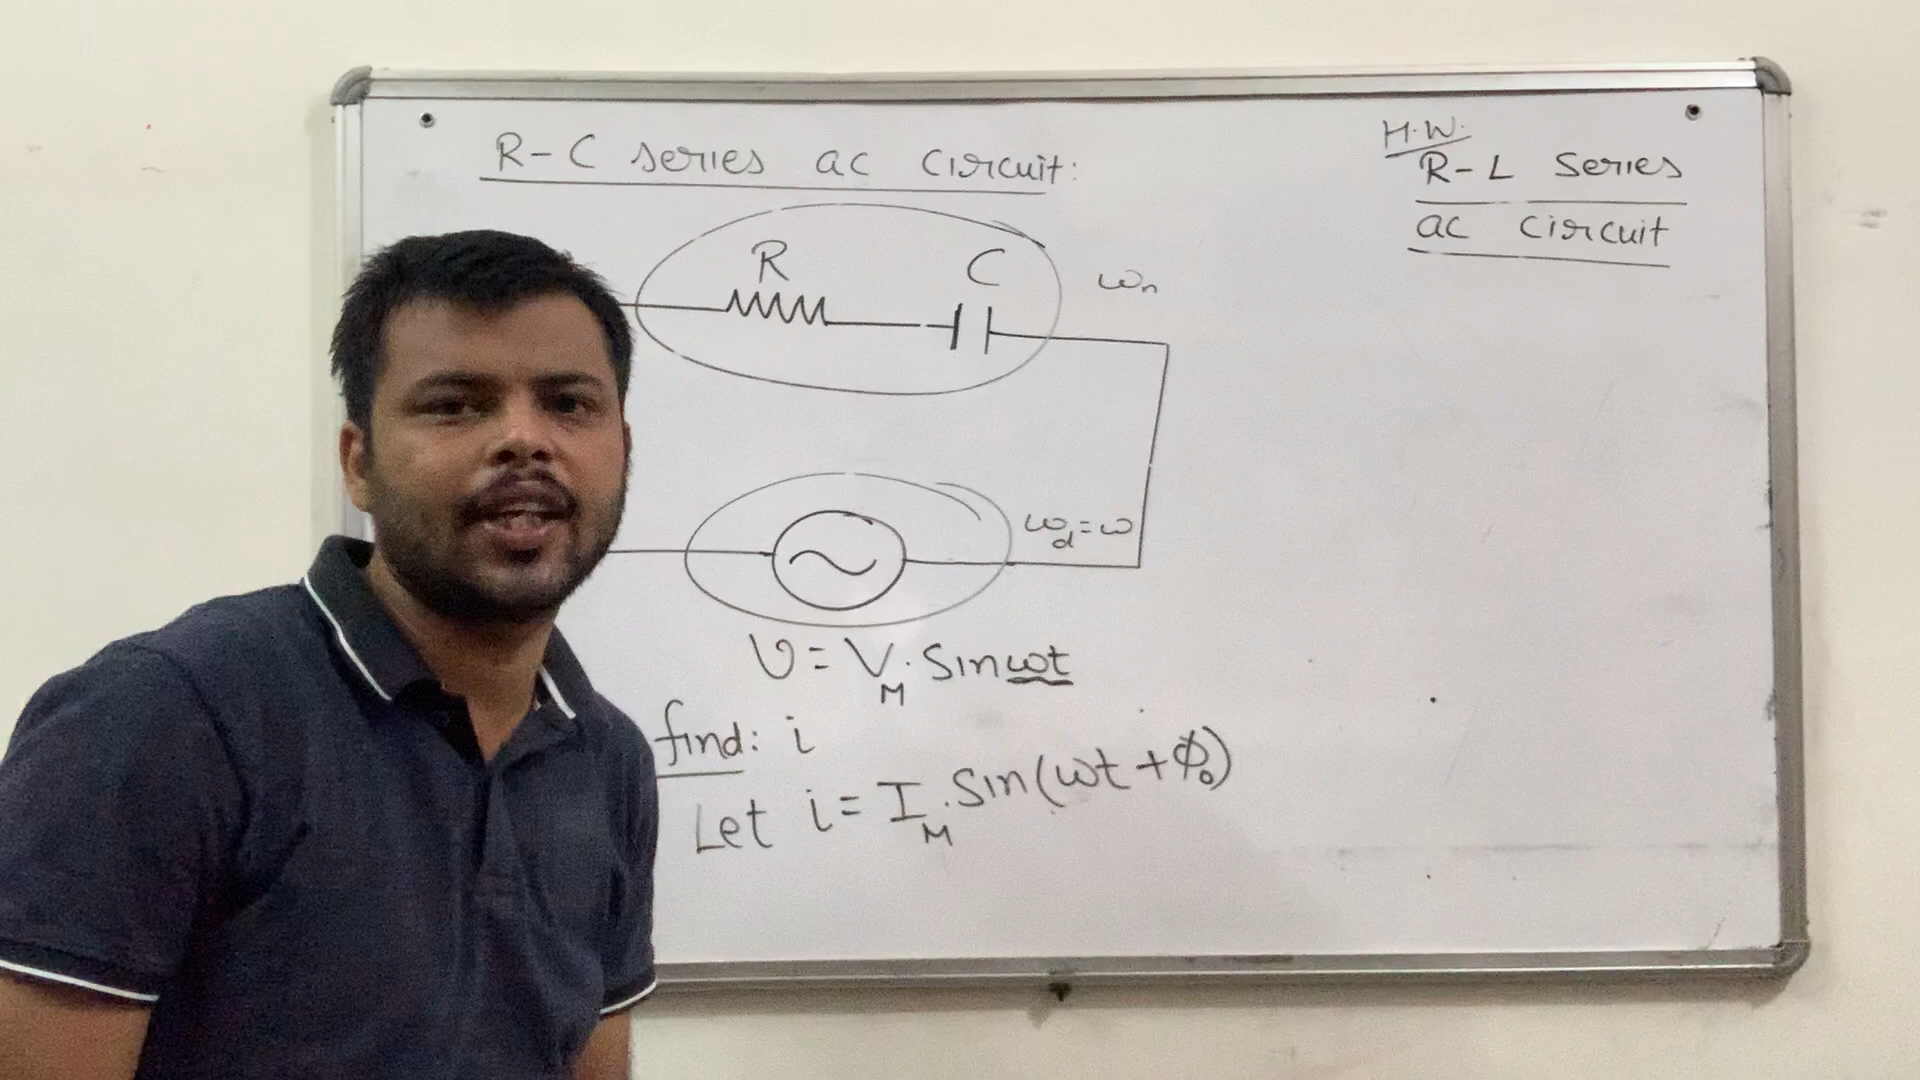 R-C series ac circuit:
H.W.
R-L Series
ac circuit
R
C
ωn
ωd=ω
V=VM.Sinωt
find: i
Let i=IM.Sin(ωt+Φ0)